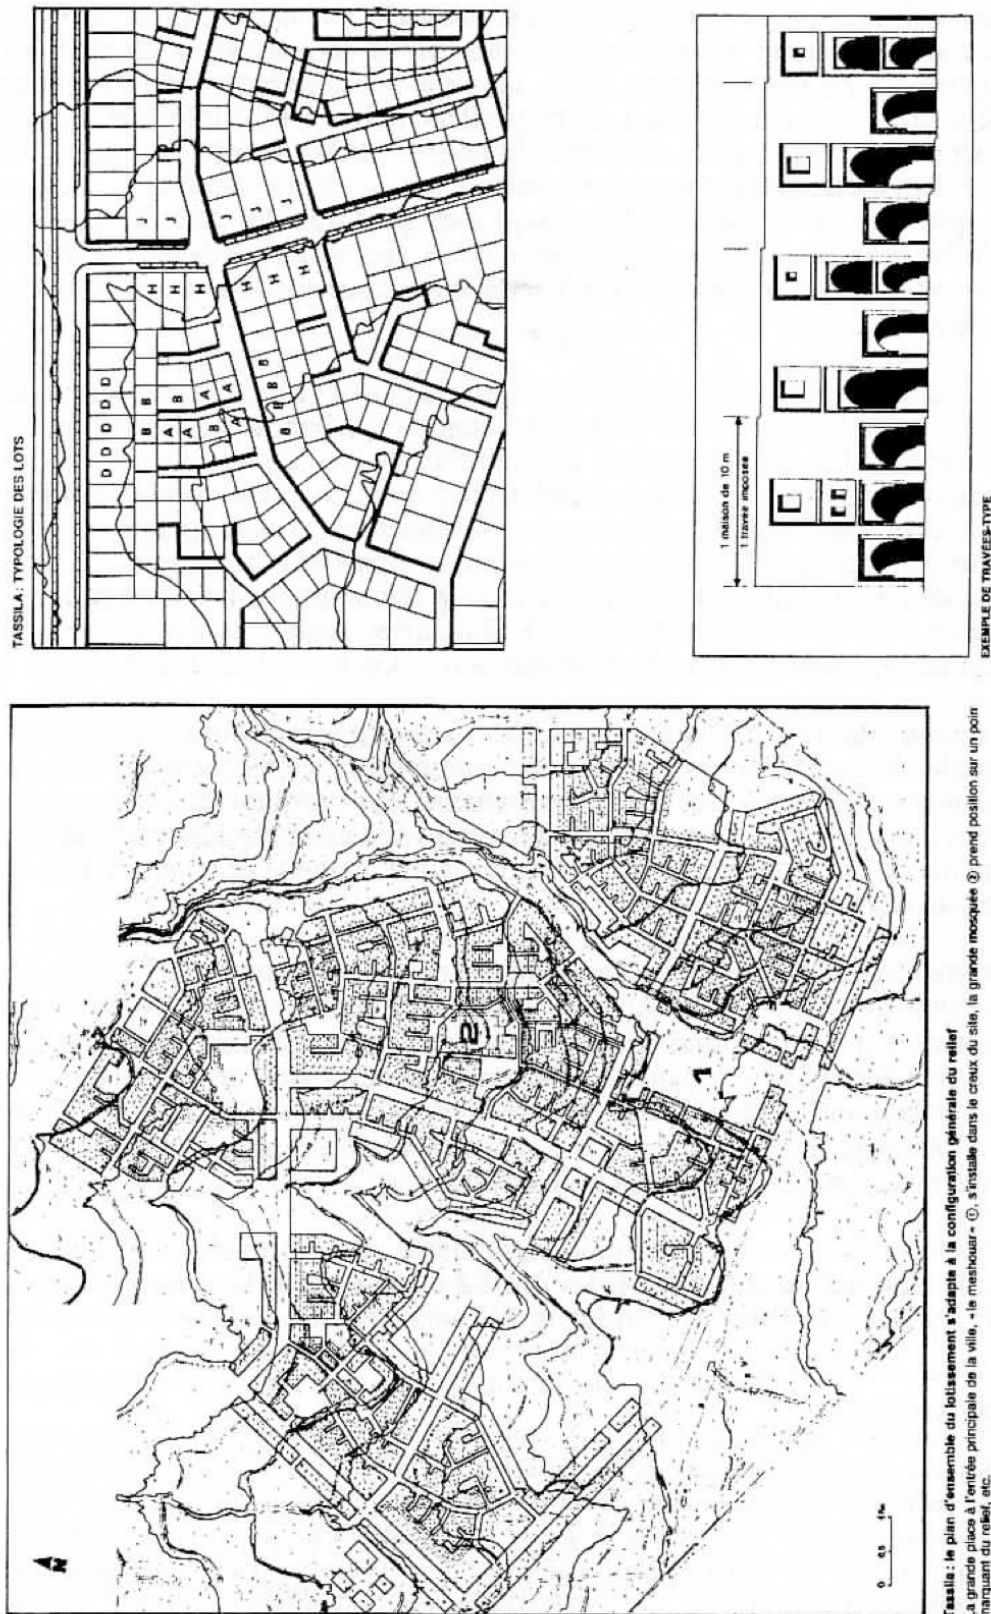 TASSILA: TYPOLOGIE DES LOTS
D D D D D
B B
A A A
B A
B B B
H H H
H H H
J J
J J J
1 maison de 10 m
1 travée imposée
EXEMPLE DE TRAVÉES-TYPE
N
2
1
0 0,5
Tassila: le plan d'ensemble du lotissement s'adapte à la configuration générale du relief
La grande place à l'entrée principale de la ville, «le meshouar» ①, s'installe dans le creux du site, la grande mosquée ② prend position sur un poin
marquant du relief, etc.